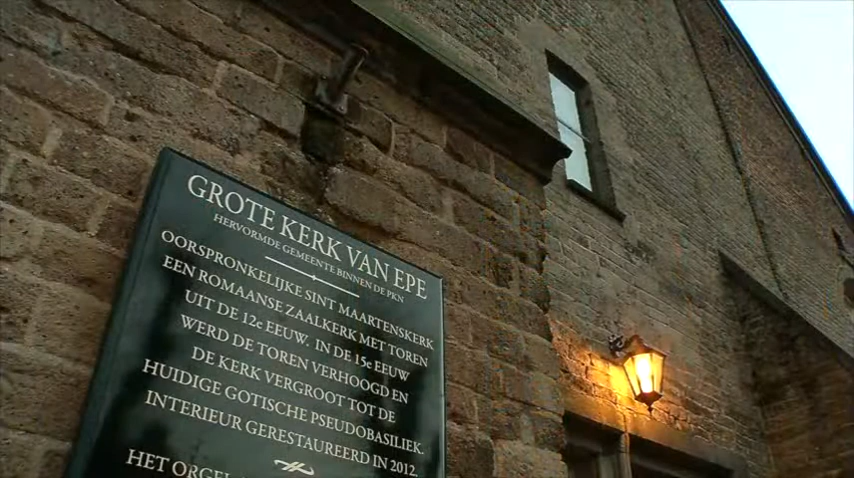 GROTE KERK VAN EPE
HERVORMDE GEMEENTE BINNEN DE PKN
OORSPRONKELIJKE SINT MAARTENSKERK
EEN ROMAANSE ZAALKERK MET TOREN
UIT DE 12e EEUW. IN DE 15e EEUW
WERD DE TOREN VERHOOGD EN
DE KERK VERGROOT TOT DE
HUIDIGE GOTISCHE PSEUDOBASILIEK.
INTERIEUR GERESTAUREERD IN 2012.
HET ORGEL